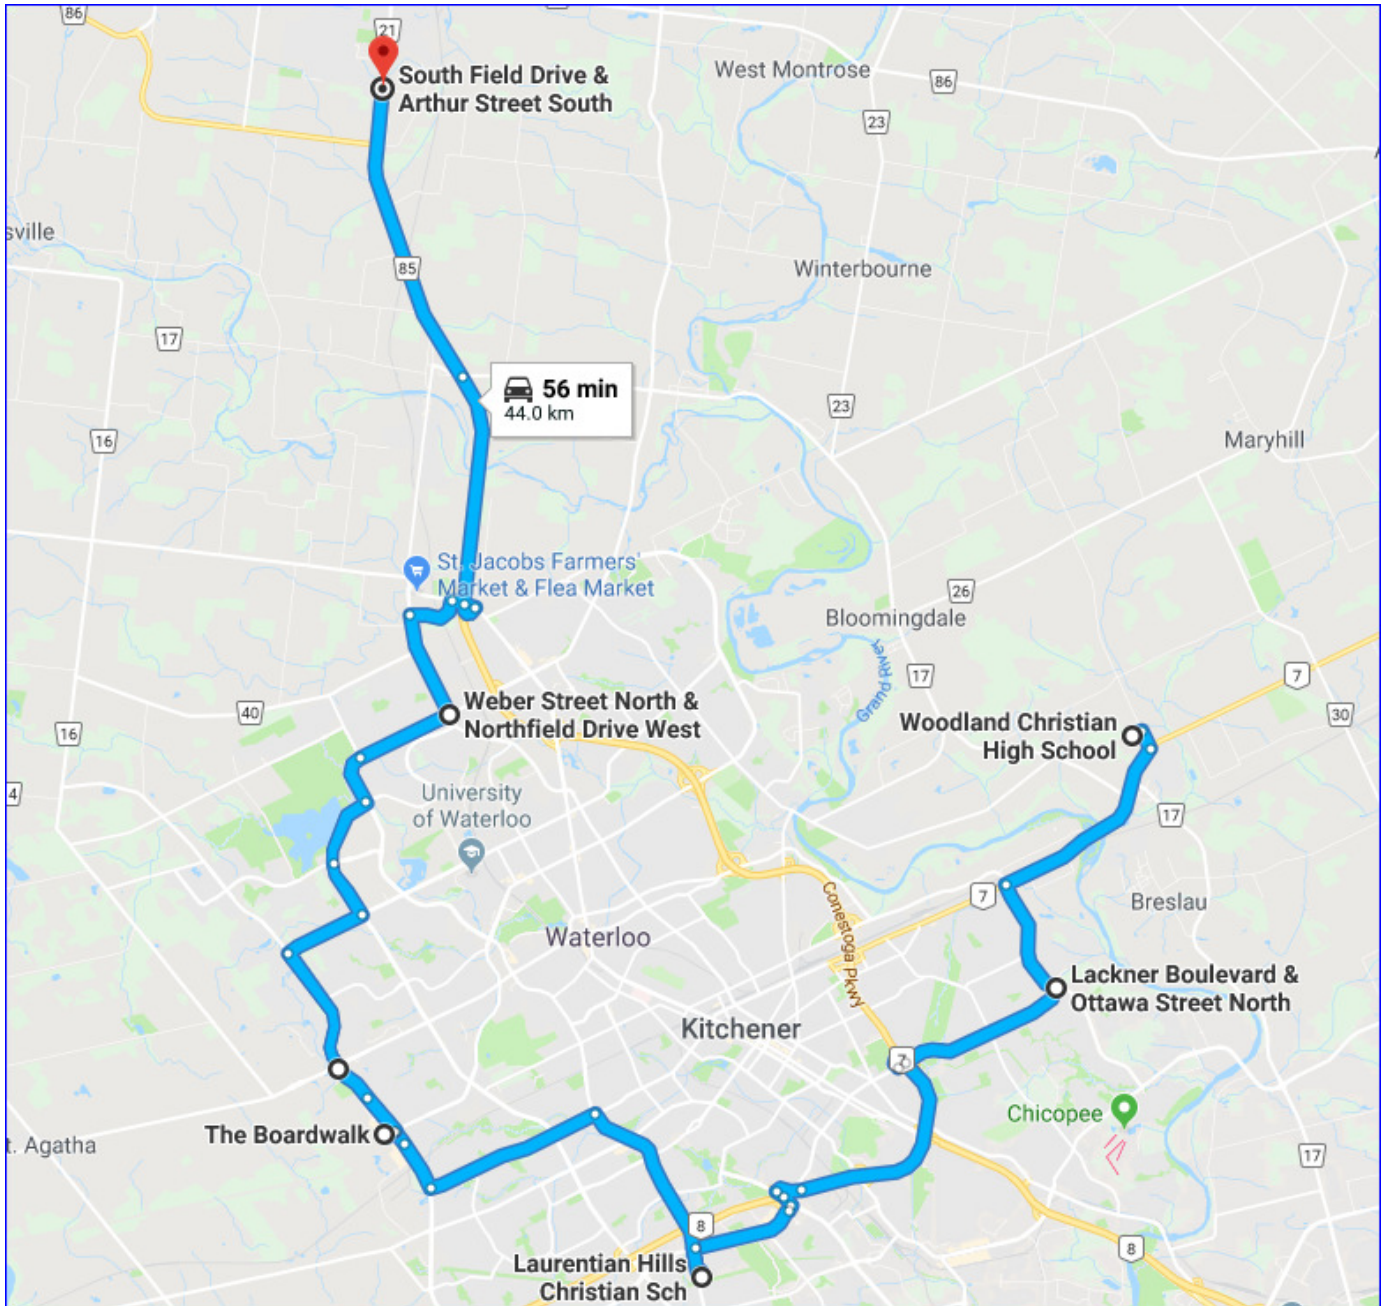 86
21
South Field Drive &
Arthur Street South
West Montrose
86
23
sville
85
Winterbourne
17
56 min
44.0 km
23
16
Maryhill
St. Jacobs Farmers'
Market & Flea Market
26
Bloomingdale
Grand River
17
7
Weber Street North &
Northfield Drive West
40
30
16
Woodland Christian
High School
4
University
of Waterloo
17
7
Conestoga Pkwy
Breslau
Waterloo
Lackner Boulevard &
Ottawa Street North
Kitchener
7
Chicopee
The Boardwalk
t. Agatha
17
8
8
Laurentian Hills
Christian Sch